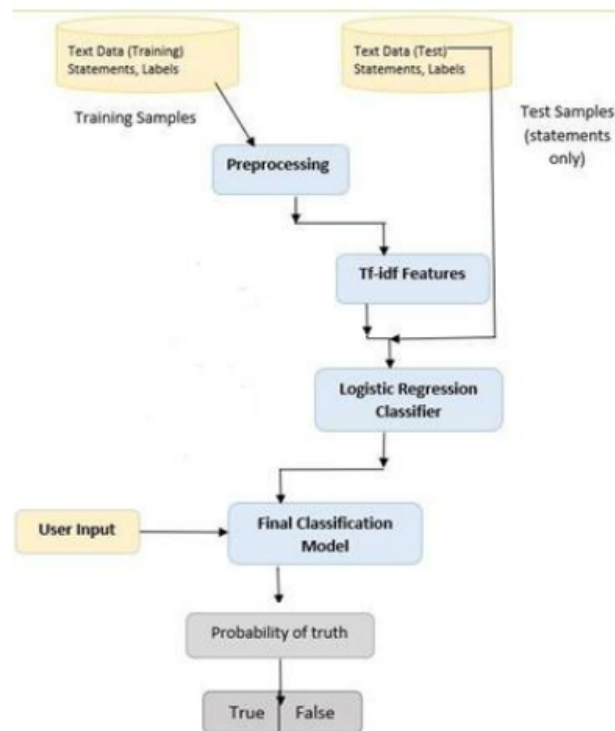 Text Data (Training)
Statements, Labels
Text Data (Test)
Statements, Labels
Training Samples
Test Samples
(statements
only)
Preprocessing
Tf-idf Features
Logistic Regression
Classifier
User Input
Final Classification
Model
Probability of truth
True
False